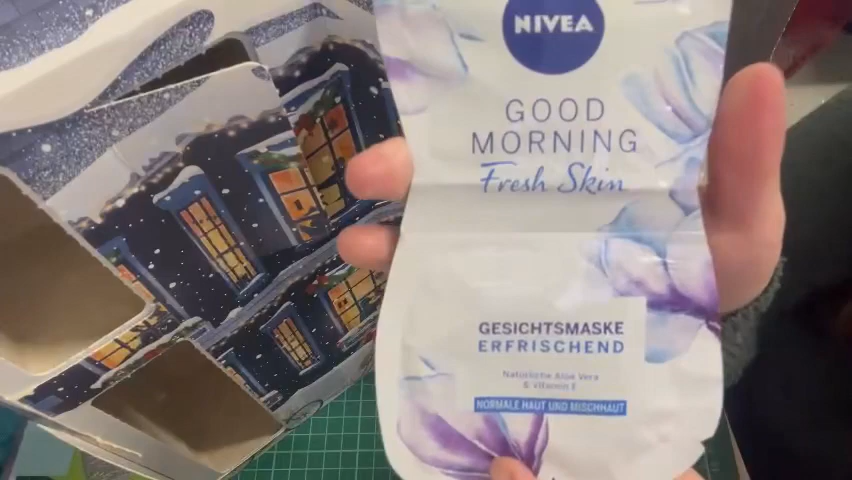 NIVEA
GOOD
MORNING
Fresh Skin
GESICHTSMASKE
ERFRISCHEND
Natürliche Aloe Vera
& Vitamin E
NORMALE HAUT UND MISCHHAUT